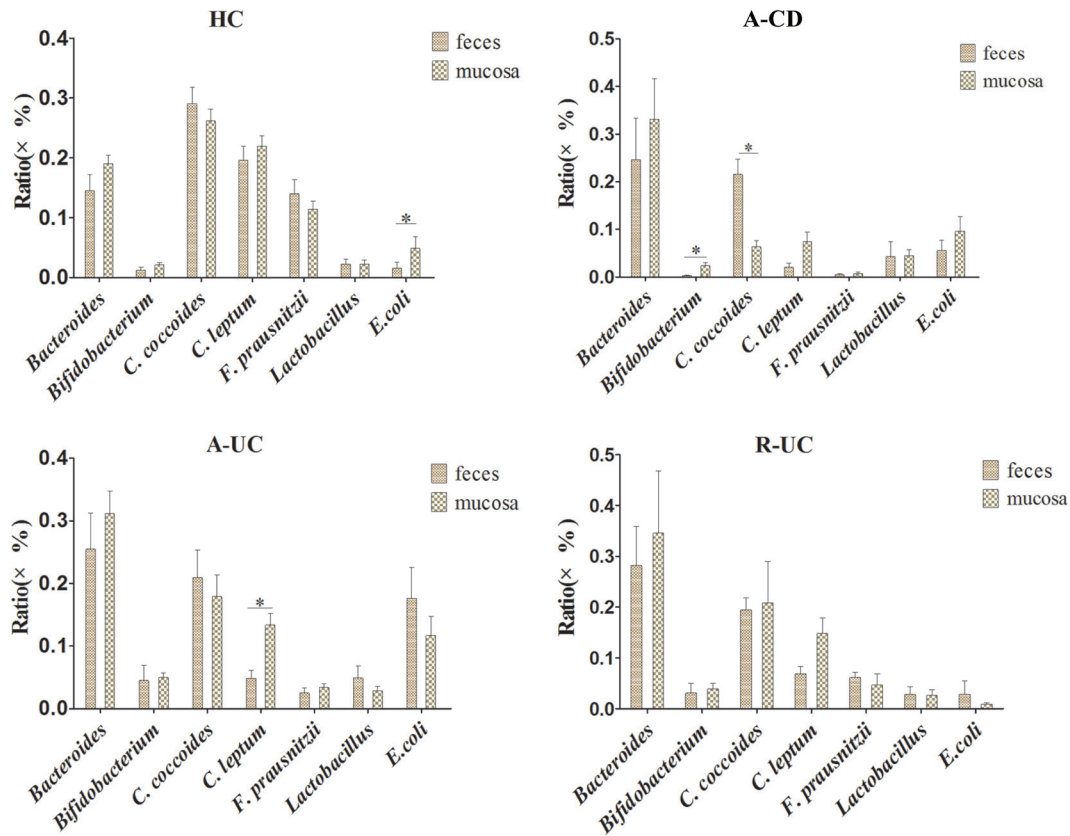 HC
feces
mucosa
Ratio(× %)
0.4
0.3
0.2
0.1
0.0
*
Bacteroides
Bifidobacterium
C. coccoides
C. leptum
F. prausnitzii
Lactobacillus
E.coli
A-CD
feces
mucosa
Ratio(× %)
0.5
0.4
0.3
0.2
0.1
0.0
*
*
Bacteroides
Bifidobacterium
C. coccoides
C. leptum
F. prausnitzii
Lactobacillus
E.coli
A-UC
feces
mucosa
Ratio(× %)
0.4
0.3
0.2
0.1
0.0
*
Bacteroides
Bifidobacterium
C. coccoides
C. leptum
F. prausnitzii
Lactobacillus
E.coli
R-UC
feces
mucosa
Ratio(× %)
0.5
0.4
0.3
0.2
0.1
0.0
Bacteroides
Bifidobacterium
C. coccoides
C. leptum
F. prausnitzii
Lactobacillus
E.coli